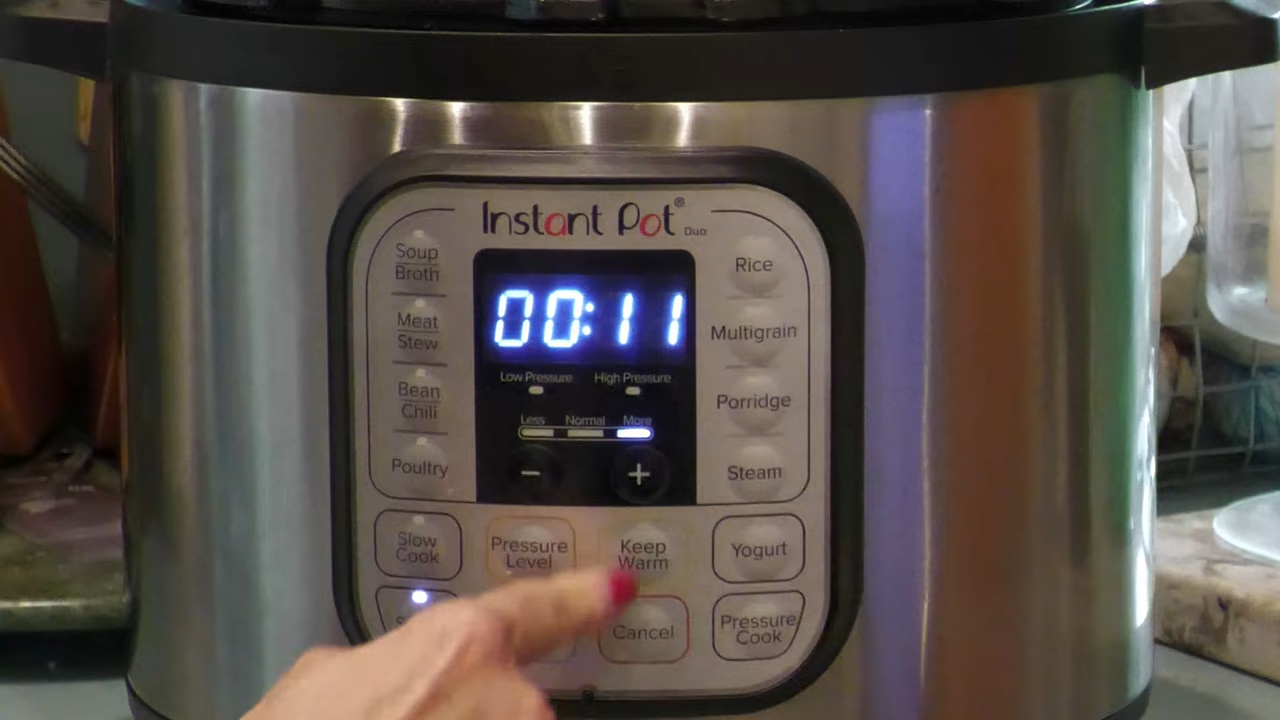 Instant Pot® Duo
Soup
Broth
Meat
Stew
Bean
Chili
Poultry
00:11
Low Pressure High Pressure
Less Normal More
− +
Rice
Multigrain
Porridge
Steam
Slow
Cook
Pressure
Level
Keep
Warm
Yogurt
Cancel
Pressure
Cook